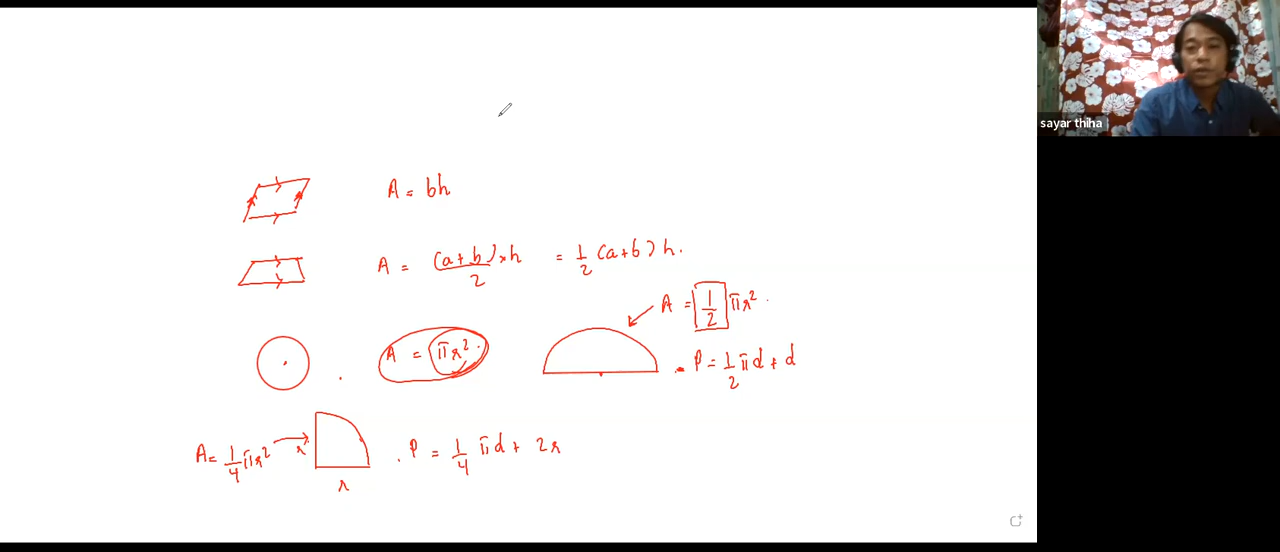 A = bh
A = (a+b)/2 × h = 1/2 (a+b) h.
A = 1/2 πr².
A = πr².
P = 1/2 πd + d
A = 1/4 πr²
r
P = 1/4 πd + 2r
r
sayar thiha